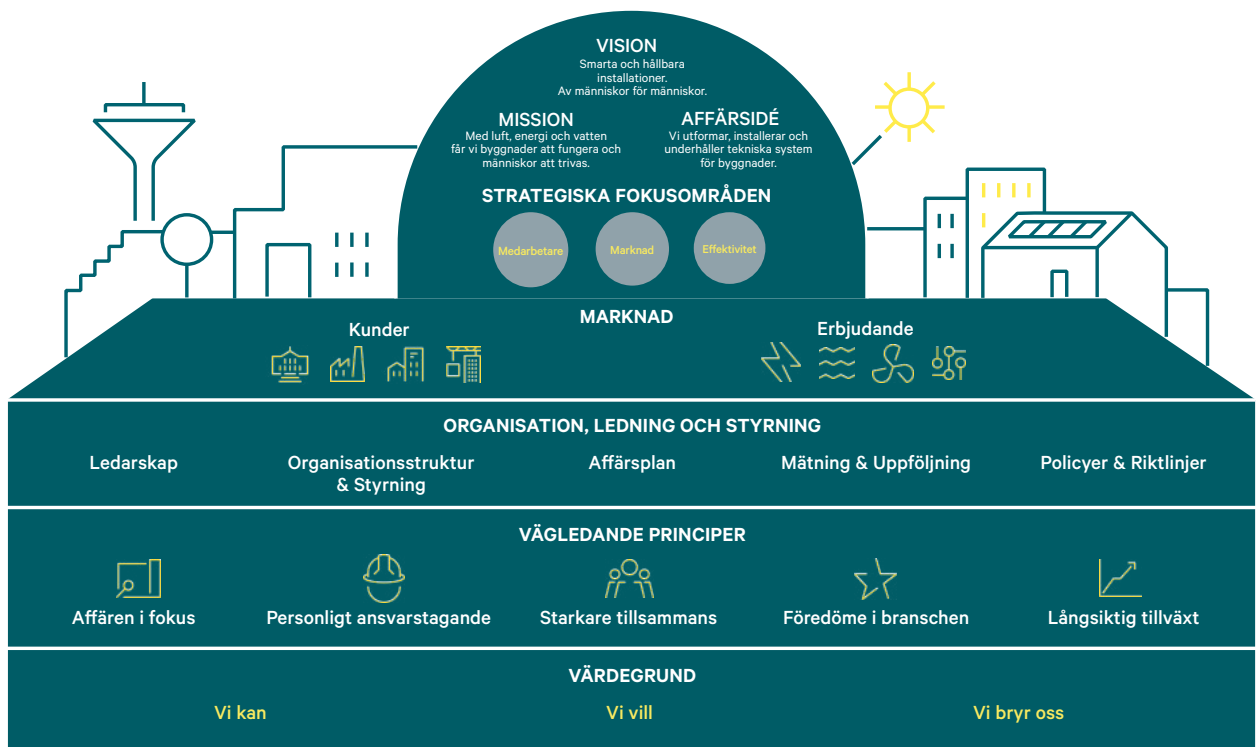 VISION
Smarta och hållbara
installationer.
Av människor för människor.
MISSION
Med luft, energi och vatten
får vi byggnader att fungera och
människor att trivas.
AFFÄRSIDÉ
Vi utformar, installerar och
underhåller tekniska system
för byggnader.
STRATEGISKA FOKUSOMRÅDEN
Medarbetare
Marknad
Effektivitet
MARKNAD
Kunder
Erbjudande
ORGANISATION, LEDNING OCH STYRNING
Ledarskap
Organisationsstruktur
& Styrning
Affärsplan
Mätning & Uppföljning
Policyer & Riktlinjer
VÄGLEDANDE PRINCIPER
Affären i fokus
Personligt ansvarstagande
Starkare tillsammans
Föredöme i branschen
Långsiktig tillväxt
VÄRDEGRUND
Vi kan
Vi vill
Vi bryr oss